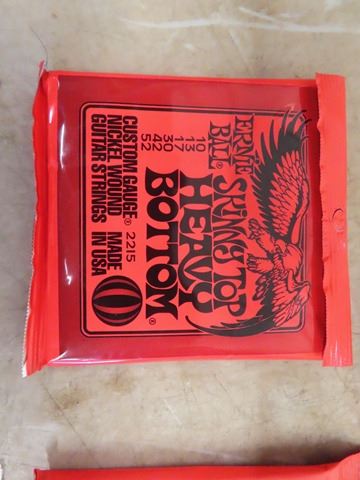 ERNIE
BALL®
SKINNY TOP
HEAVY
BOTTOM®
10
13
17
30
42
52
CUSTOM GAUGE® 2215
NICKEL WOUND
GUITAR STRINGS
MADE
IN USA